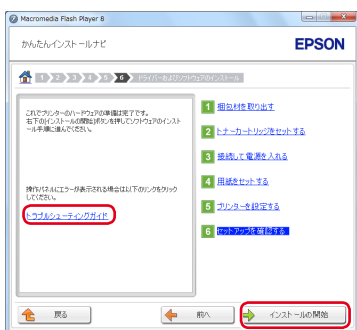 Macromedia Flash Player 8
かんたんインストールナビ
EPSON
1 2 3 4 5 6 ドライバーおよびソフトウェアのインストール
これでプリンターのハードウェアの準備は完了です。
右下の[インストールの開始]ボタンを押してソフトウェアのインスト
ール手順に進んでください。
操作パネルにエラーが表示される場合は以下のリンクをクリック
してください。
トラブルシューティングガイド
1 梱包材を取り出す
2 トナーカートリッジをセットする
3 接続して電源を入れる
4 用紙をセットする
5 プリンターを設定する
6 セットアップを確認する
戻る
前へ
インストールの開始